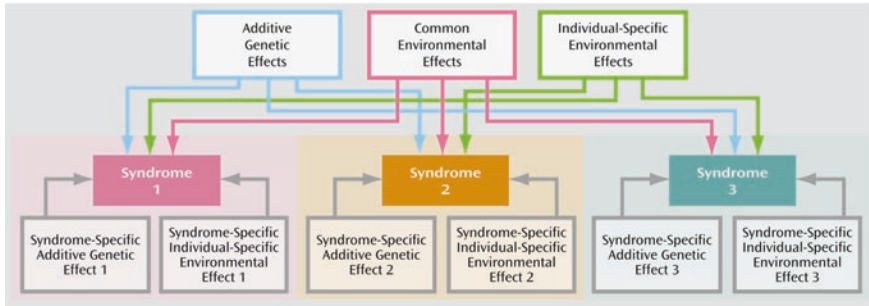 Additive
Genetic
Effects
Common
Environmental
Effects
Individual-Specific
Environmental
Effects
Syndrome
1
Syndrome
2
Syndrome
3
Syndrome-Specific
Additive Genetic
Effect 1
Syndrome-Specific
Individual-Specific
Environmental
Effect 1
Syndrome-Specific
Additive Genetic
Effect 2
Syndrome-Specific
Individual-Specific
Environmental
Effect 2
Syndrome-Specific
Additive Genetic
Effect 3
Syndrome-Specific
Individual-Specific
Environmental
Effect 3